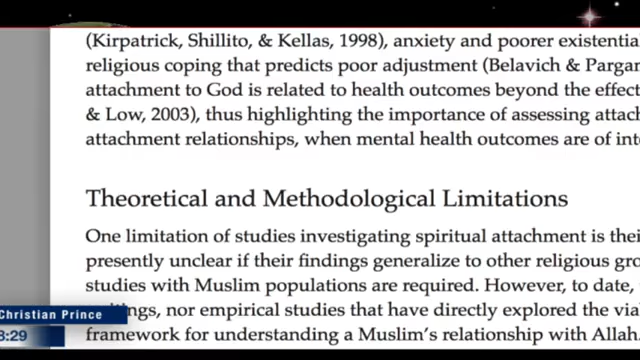 (Kirpatrick, Shillito, & Kellas, 1998), anxiety and poorer existential
religious coping that predicts poor adjustment (Belavich & Pargam
attachment to God is related to health outcomes beyond the effect
& Low, 2003), thus highlighting the importance of assessing attach
attachment relationships, when mental health outcomes are of inte
Theoretical and Methodological Limitations
One limitation of studies investigating spiritual attachment is thei
presently unclear if their findings generalize to other religious gro
studies with Muslim populations are required. However, to date,
nor empirical studies that have directly explored the via
framework for understanding a Muslim's relationship with Allah.
Christian Prince
8:29